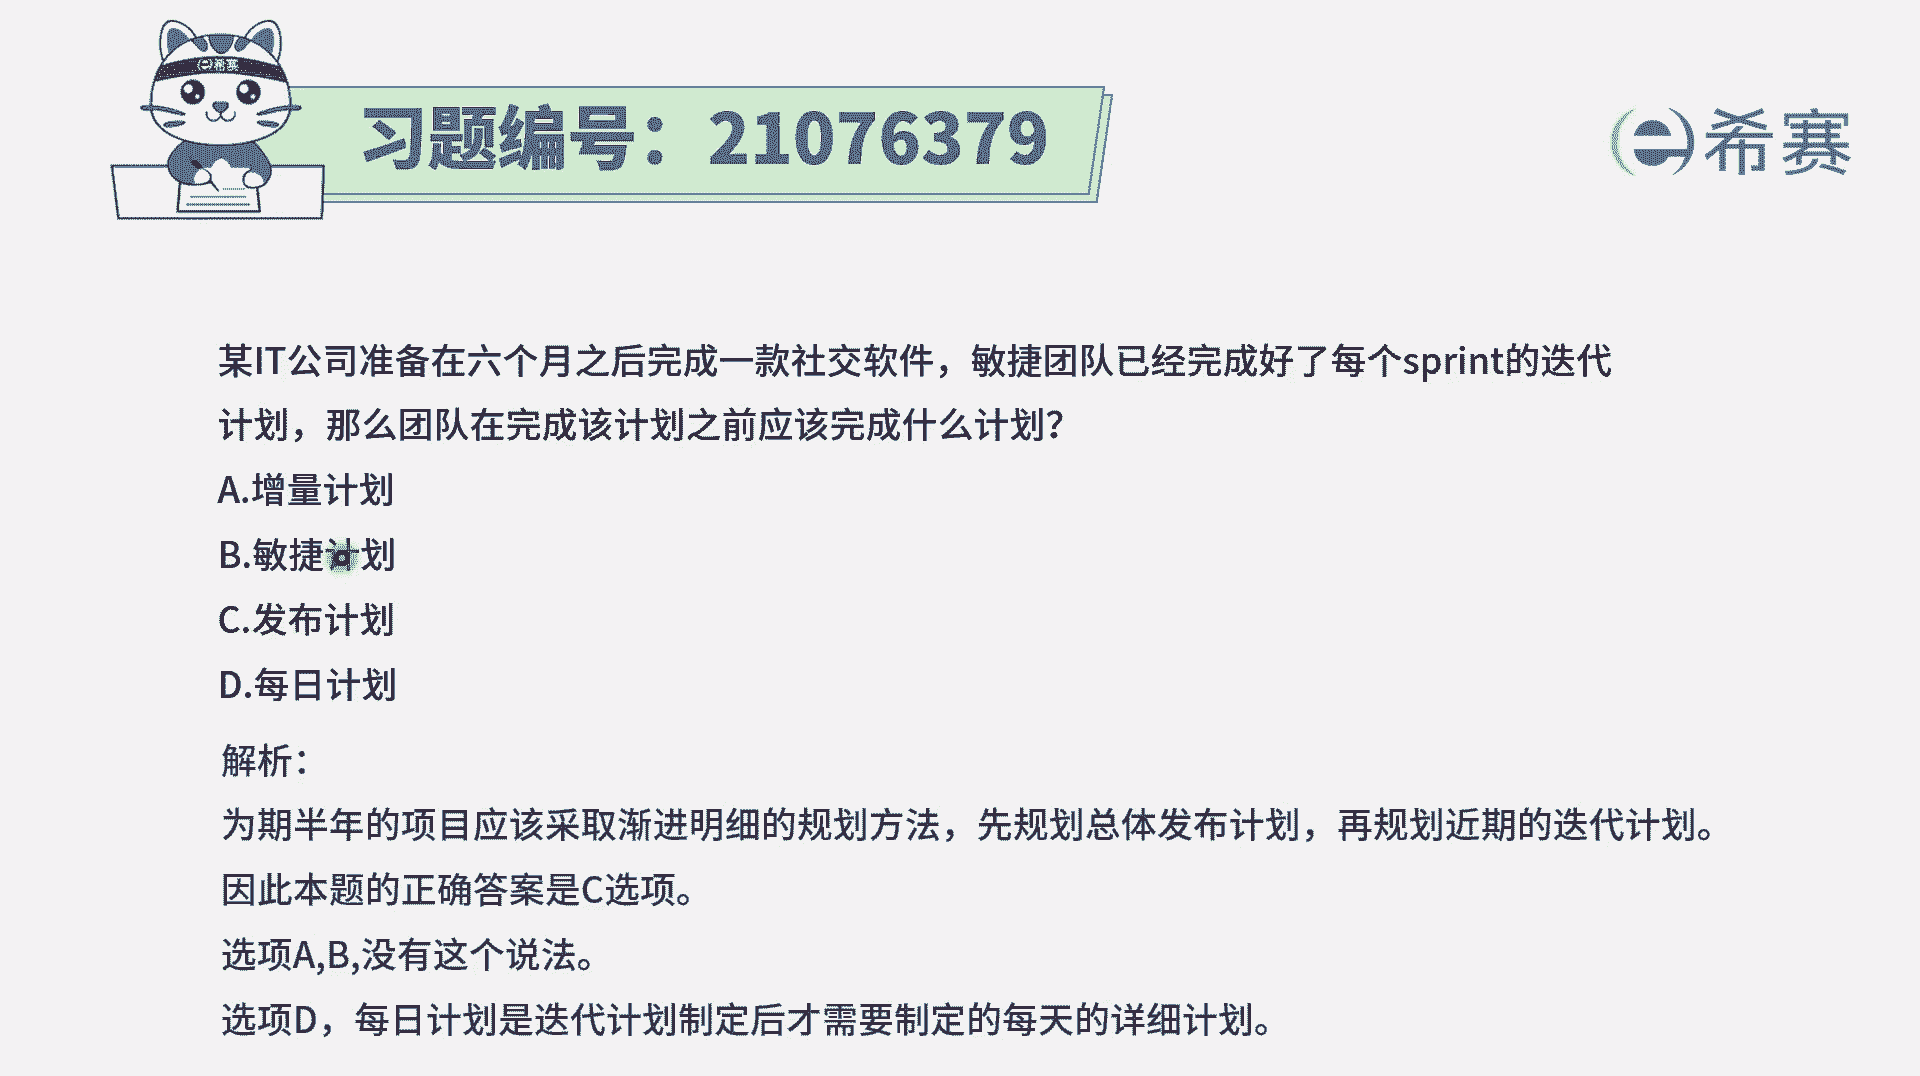 希赛
习题编号：21076379
希赛
某IT公司准备在六个月之后完成一款社交软件，敏捷团队已经完成好了每个sprint的迭代
计划，那么团队在完成该计划之前应该完成什么计划？
A.增量计划
B.敏捷计划
C.发布计划
D.每日计划
解析：
为期半年的项目应该采取渐进明细的规划方法，先规划总体发布计划，再规划近期的迭代计划。
因此本题的正确答案是C选项。
选项A,B,没有这个说法。
选项D，每日计划是迭代计划制定后才需要制定的每天的详细计划。